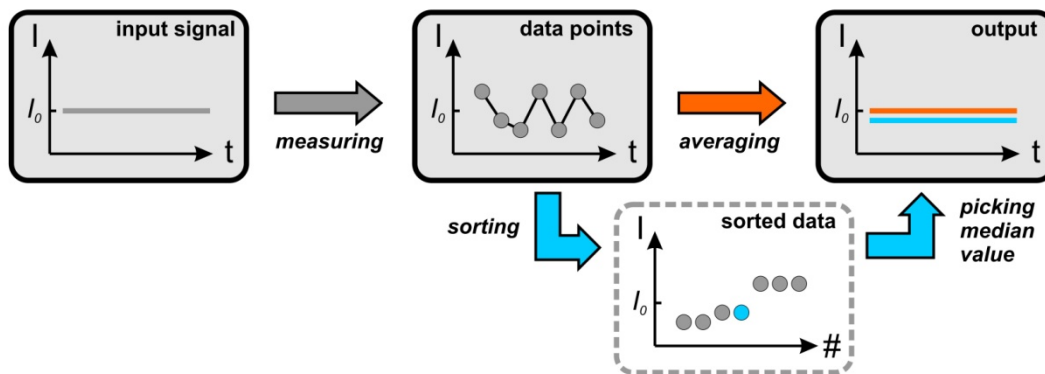 input signal
I
I₀
t
measuring
data points
I
I₀
t
averaging
output
I
I₀
t
sorting
sorted data
I
I₀
#
picking
median
value